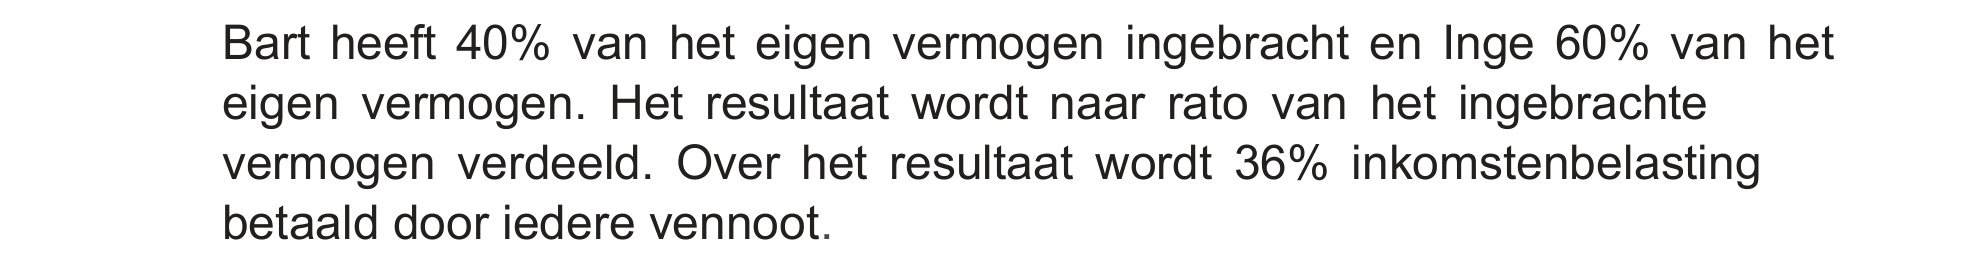 Bart heeft 40% van het eigen vermogen ingebracht en Inge 60% van het
eigen vermogen. Het resultaat wordt naar rato van het ingebrachte
vermogen verdeeld. Over het resultaat wordt 36% inkomstenbelasting
betaald door iedere vennoot.